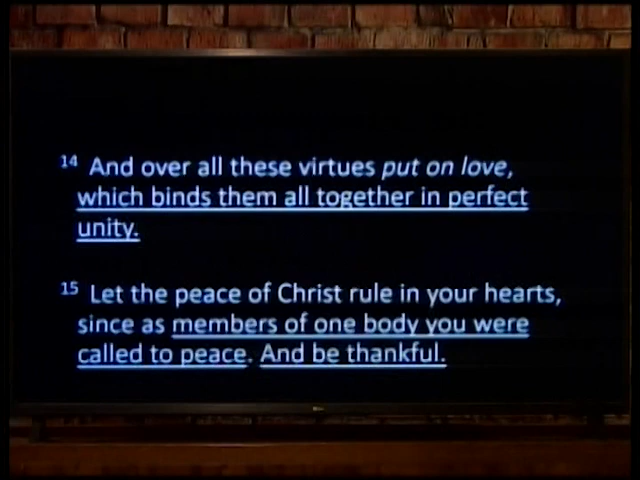 14 And over all these virtues put on love,
which binds them all together in perfect
unity.
15 Let the peace of Christ rule in your hearts,
since as members of one body you were
called to peace. And be thankful.